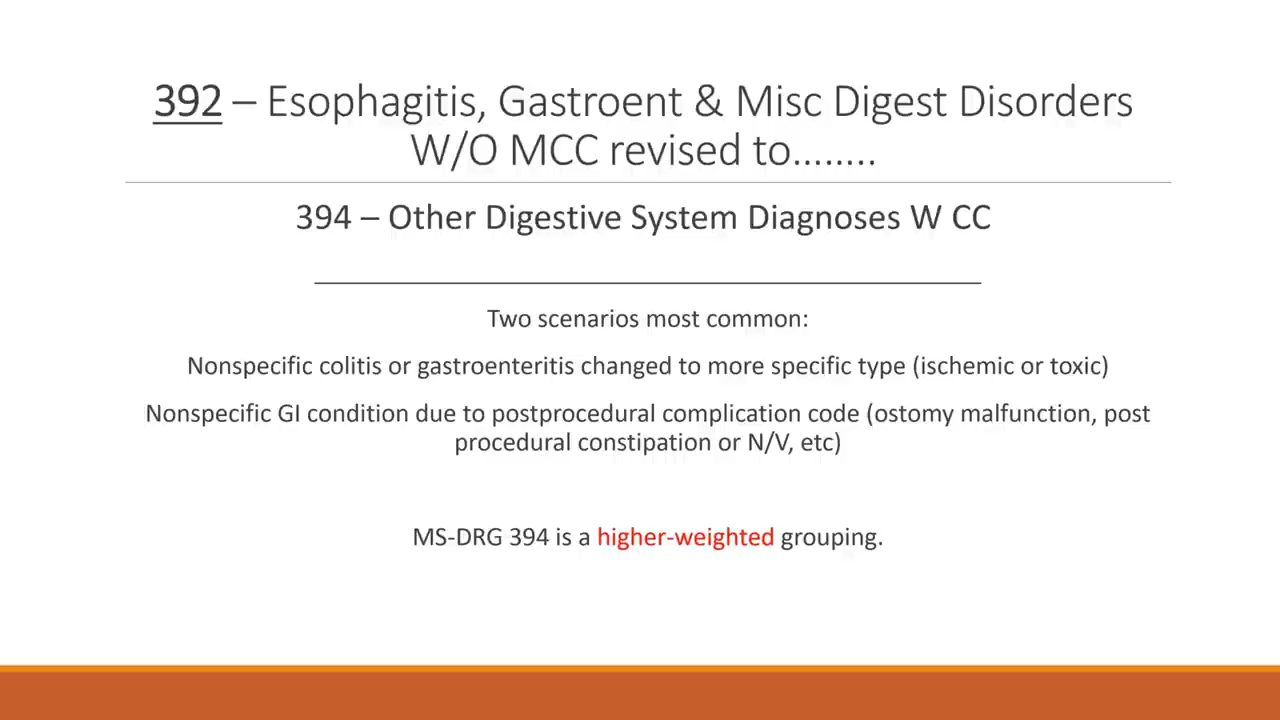 392 – Esophagitis, Gastroent & Misc Digest Disorders
W/O MCC revised to........
394 – Other Digestive System Diagnoses W CC
Two scenarios most common:
Nonspecific colitis or gastroenteritis changed to more specific type (ischemic or toxic)
Nonspecific GI condition due to postprocedural complication code (ostomy malfunction, post
procedural constipation or N/V, etc)
MS-DRG 394 is a higher-weighted grouping.